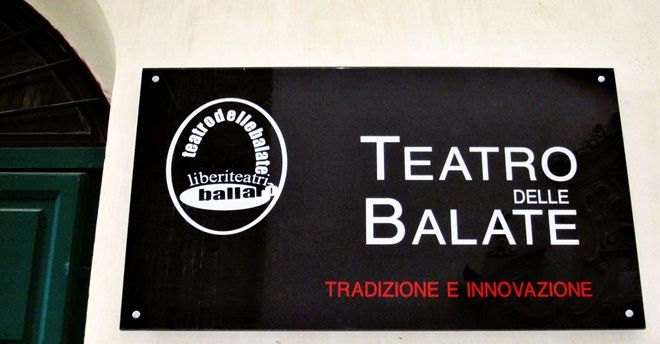 teatrodellebalate
liberiteatri
ballarò
TEATRO
DELLE
BALATE
TRADIZIONE E INNOVAZIONE